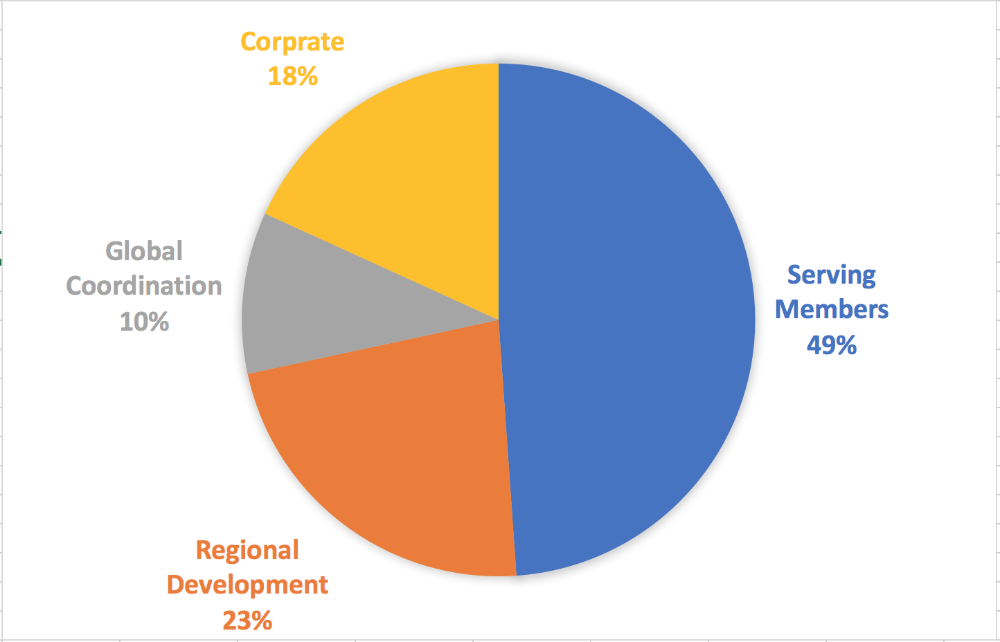 Corprate
18%
Global
Coordination
10%
Serving
Members
49%
Regional
Development
23%